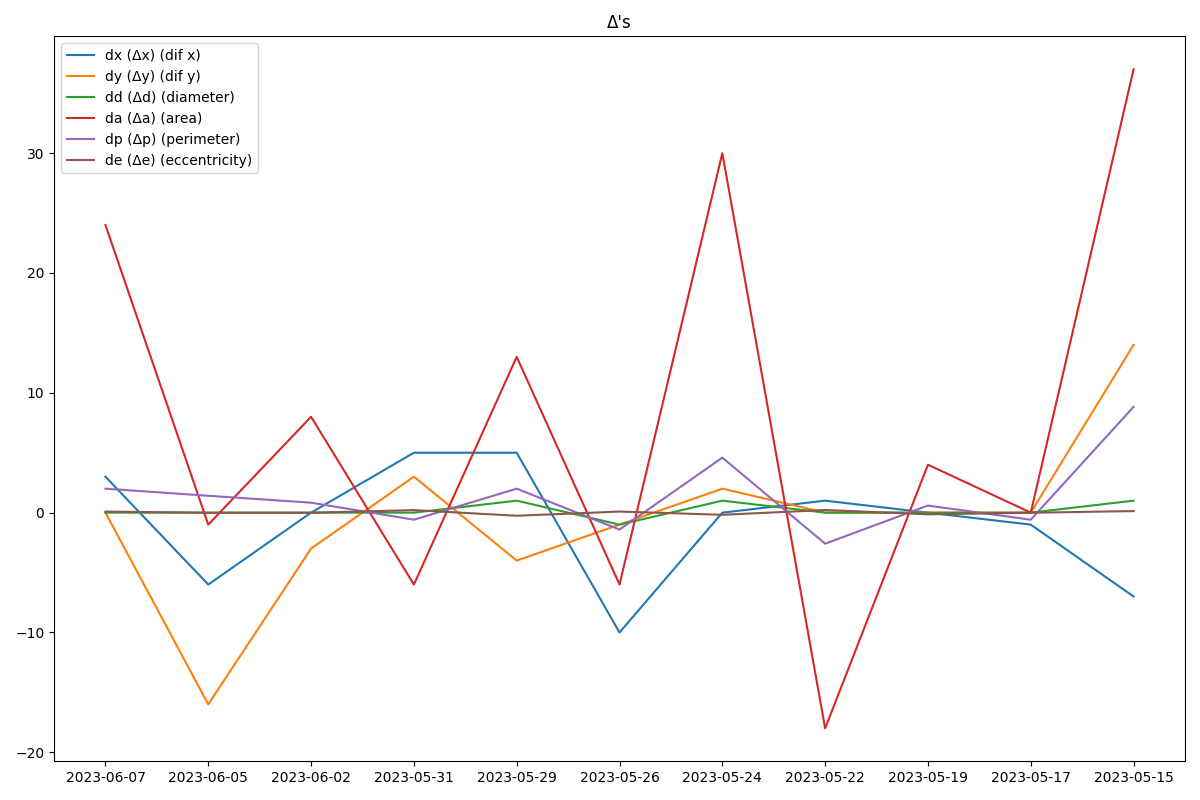 Δ's
dx (Δx) (dif x)
dy (Δy) (dif y)
dd (Δd) (diameter)
da (Δa) (area)
dp (Δp) (perimeter)
de (Δe) (eccentricity)
30
20
10
0
−10
−20
2023-06-07 2023-06-05 2023-06-02 2023-05-31 2023-05-29 2023-05-26 2023-05-24 2023-05-22 2023-05-19 2023-05-17 2023-05-15